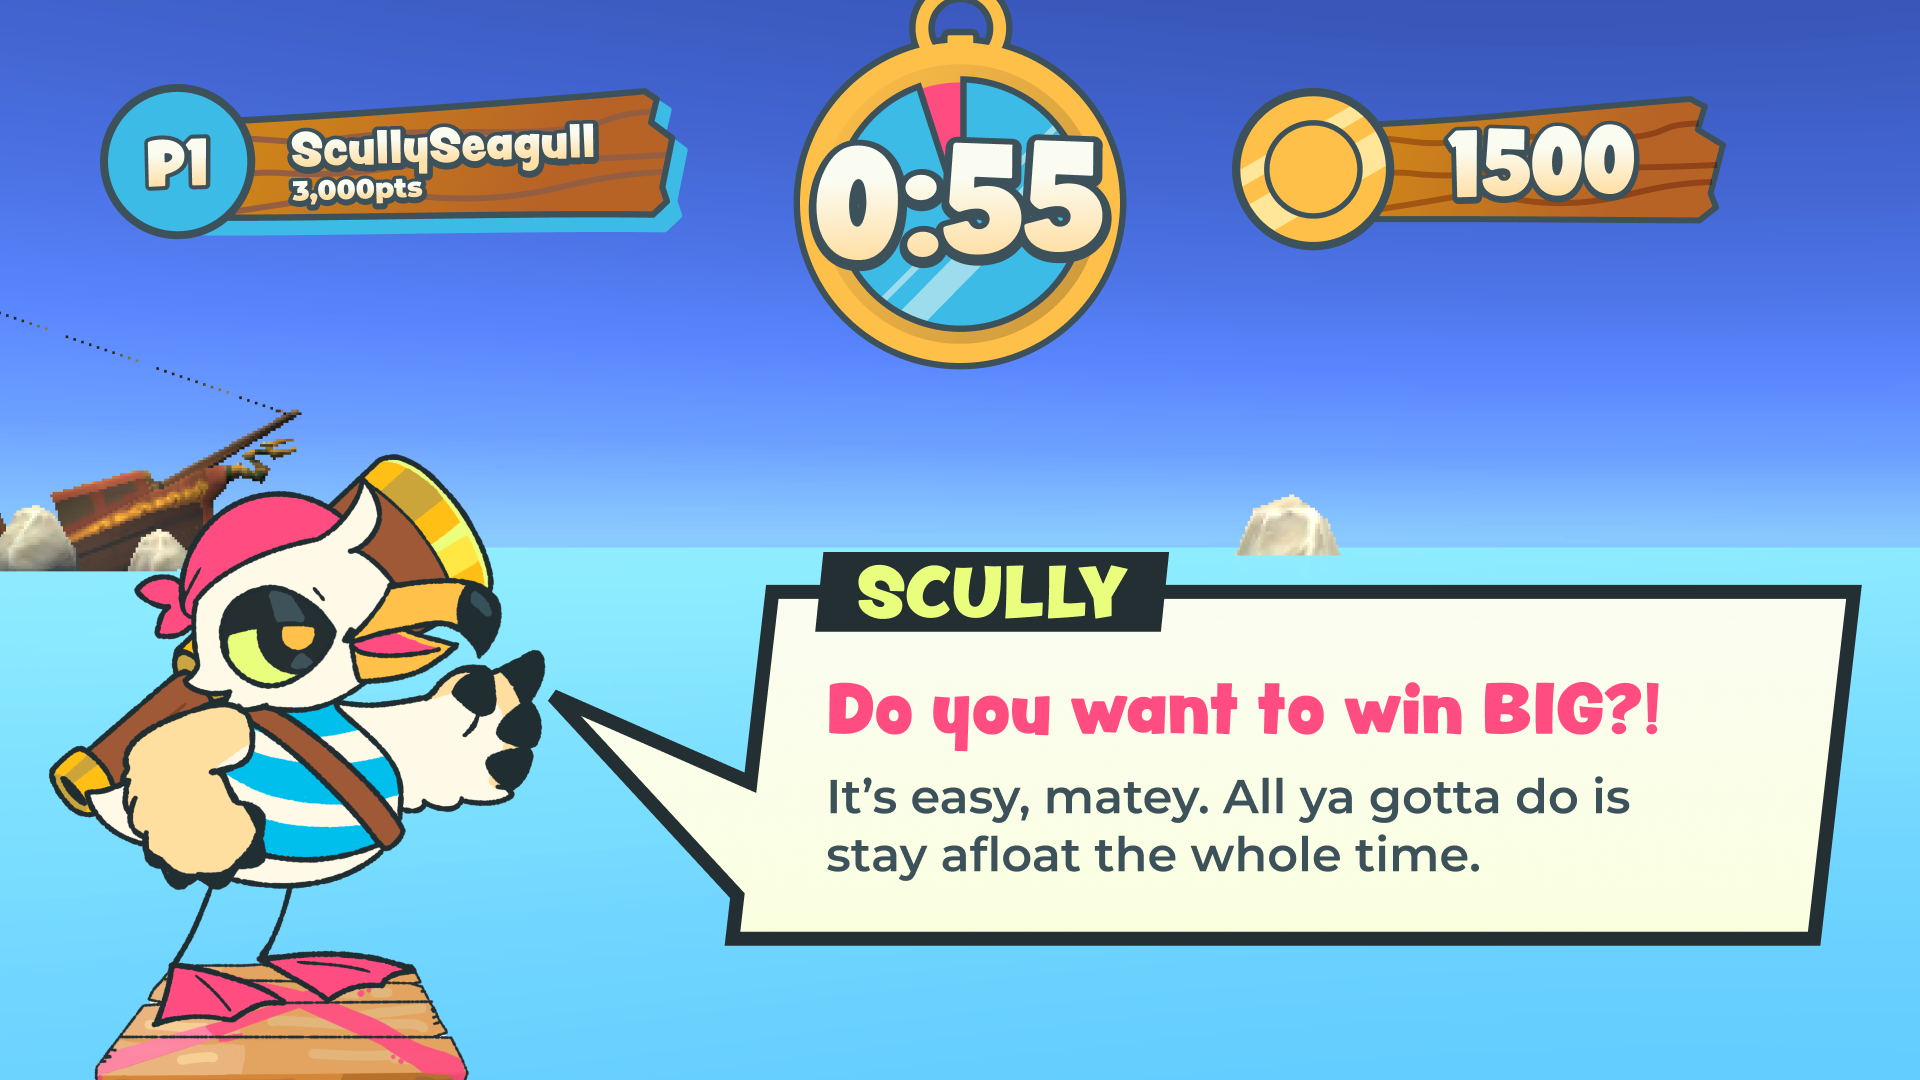 P1
ScullySeagull
3,000pts
0:55
1500
SCULLY
Do you want to win BIG?!
It’s easy, matey. All ya gotta do is
stay afloat the whole time.